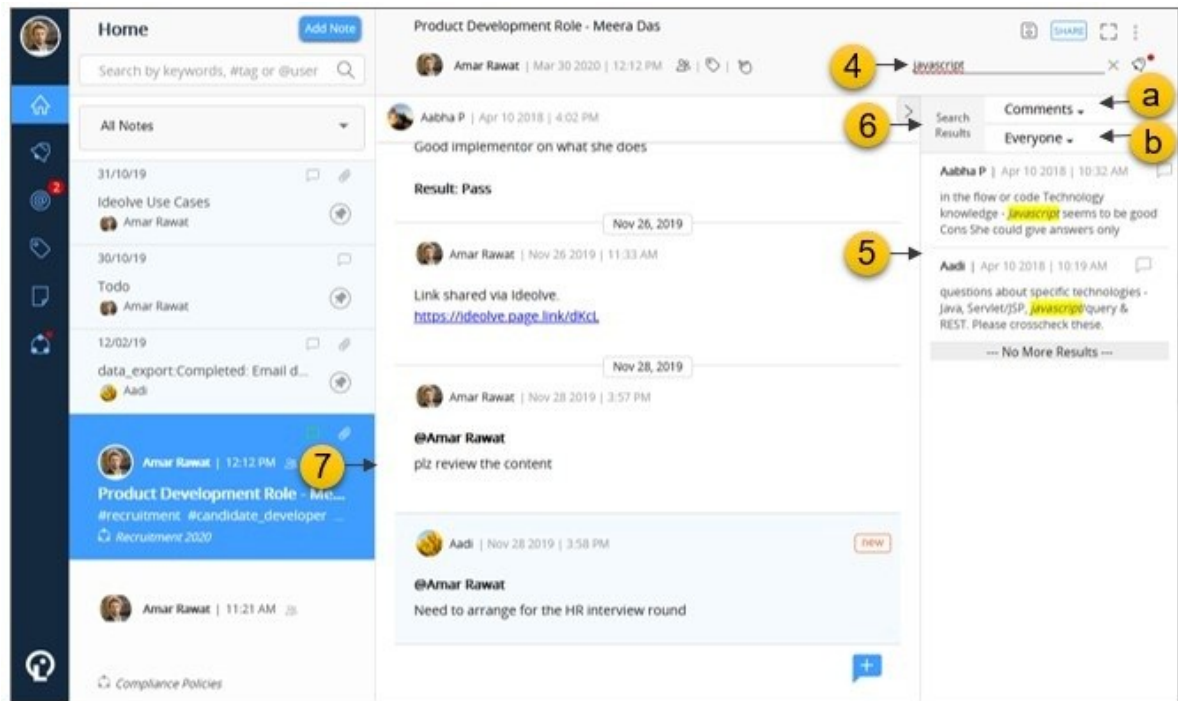 Home
Add Note
Search by keywords, #tag or @user
All Notes
31/10/19
Ideolve Use Cases
Amar Rawat
30/10/19
Todo
Amar Rawat
12/02/19
data_export:Completed: Email d...
Aadi
Amar Rawat | 12:12 PM
Product Development Role - Me...
#recruitment #candidate_developer ...
Recruitment 2020
Amar Rawat | 11:21 AM
Compliance Policies
2
Product Development Role - Meera Das
Amar Rawat | Mar 30 2020 | 12:12 PM | |
SHARE
Aabha P | Apr 10 2018 | 4:02 PM
Good implementor on what she does
Result: Pass
Nov 26, 2019
Amar Rawat | Nov 26 2019 | 11:33 AM
Link shared via Ideolve.
https://ideolve.page.link/dKcL
Nov 28, 2019
Amar Rawat | Nov 28 2019 | 3:57 PM
@Amar Rawat
plz review the content
7
Aadi | Nov 28 2019 | 3:58 PM
new
@Amar Rawat
Need to arrange for the HR interview round
4
javascript
6
Search
Results
Comments
a
Everyone
b
Aabha P | Apr 10 2018 | 10:32 AM
in the flow or code Technology
knowledge - Javascript seems to be good
Cons She could give answers only
5
Aadi | Apr 10 2018 | 10:19 AM
questions about specific technologies -
Java, Servlet/JSP, javascript/query &
REST. Please crosscheck these.
--- No More Results ---